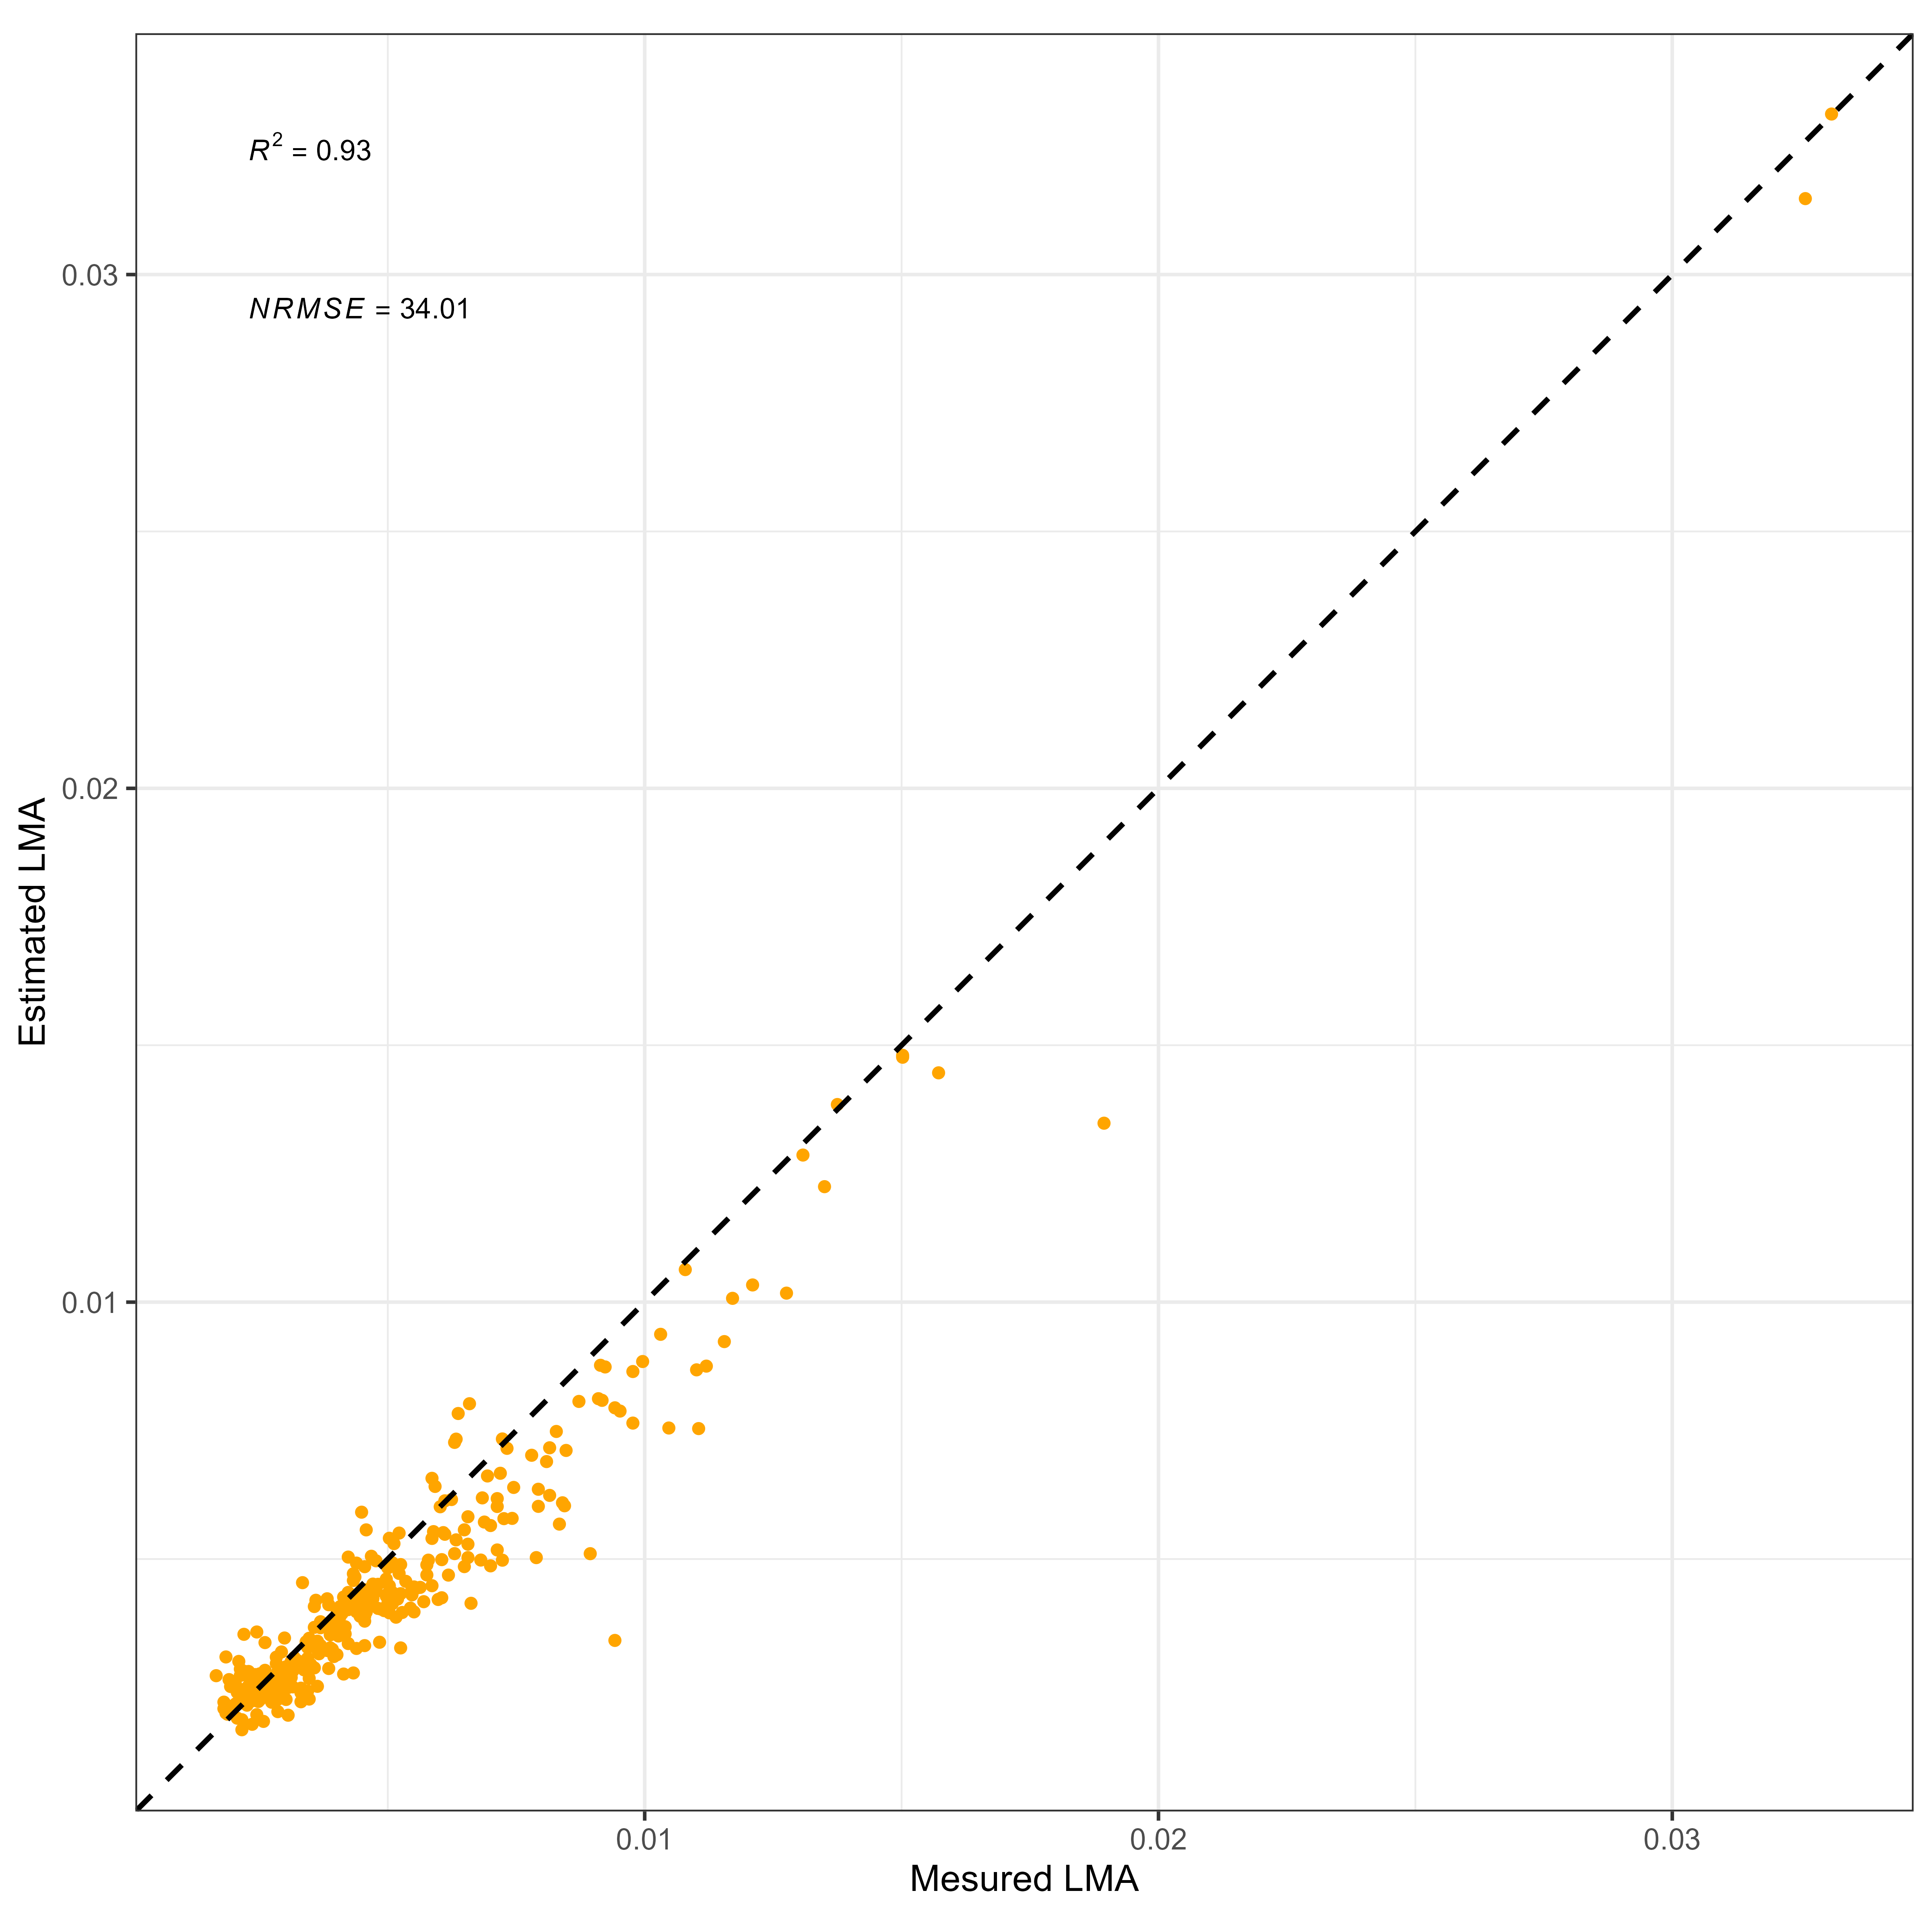 R² = 0.93
NRMSE = 34.01
0.03
0.02
0.01
Estimated LMA
0.01 0.02 0.03
Mesured LMA